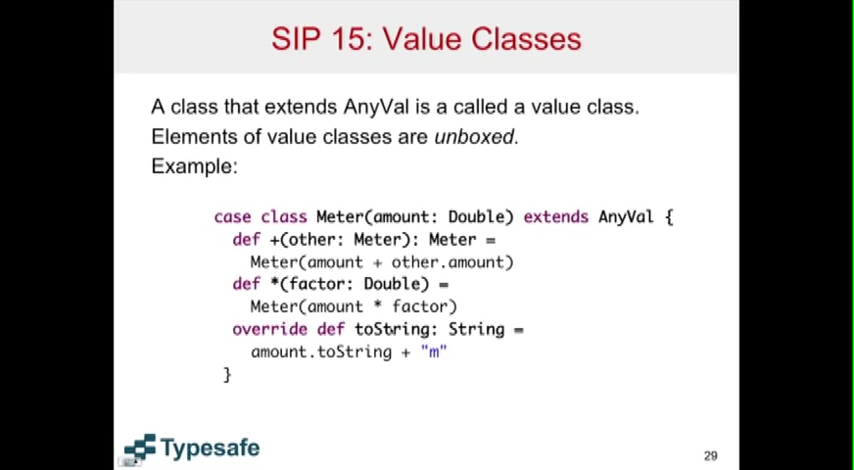 SIP 15: Value Classes
A class that extends AnyVal is a called a value class.
Elements of value classes are unboxed.
Example:
case class Meter(amount: Double) extends AnyVal {
def +(other: Meter): Meter =
Meter(amount + other.amount)
def *(factor: Double) =
Meter(amount * factor)
override def toString: String =
amount.toString + "m"
}
Typesafe
29